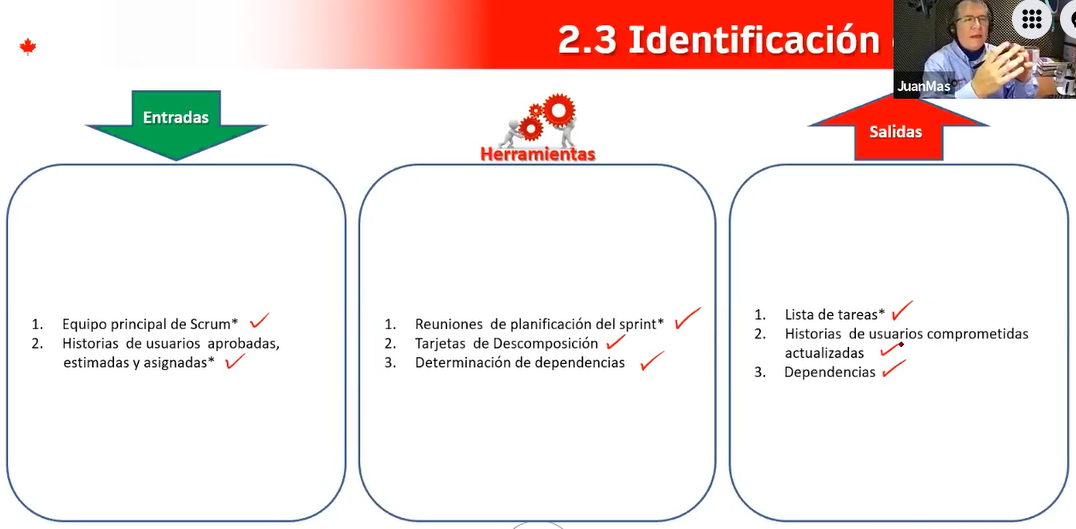 2.3 Identificación
JuanMas
Entradas
Herramientas
Salidas
1. Equipo principal de Scrum*
2. Historias de usuarios aprobadas,
estimadas y asignadas*
1. Reuniones de planificación del sprint*
2. Tarjetas de Descomposición
3. Determinación de dependencias
1. Lista de tareas*
2. Historias de usuarios comprometidas
actualizadas
3. Dependencias